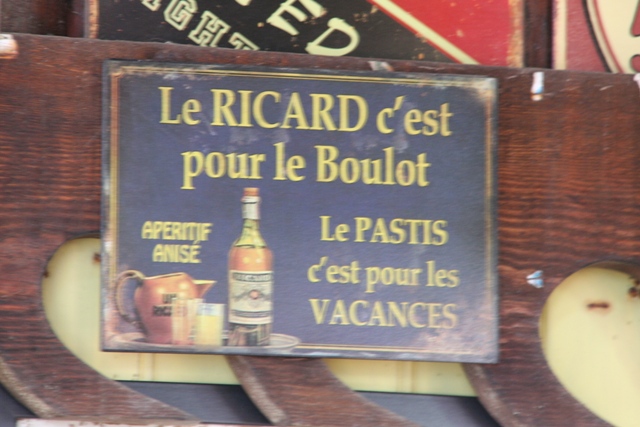 Le RICARD c'est
pour le Boulot
APERITIF
ANISÉ
Le PASTIS
c'est pour les
VACANCES